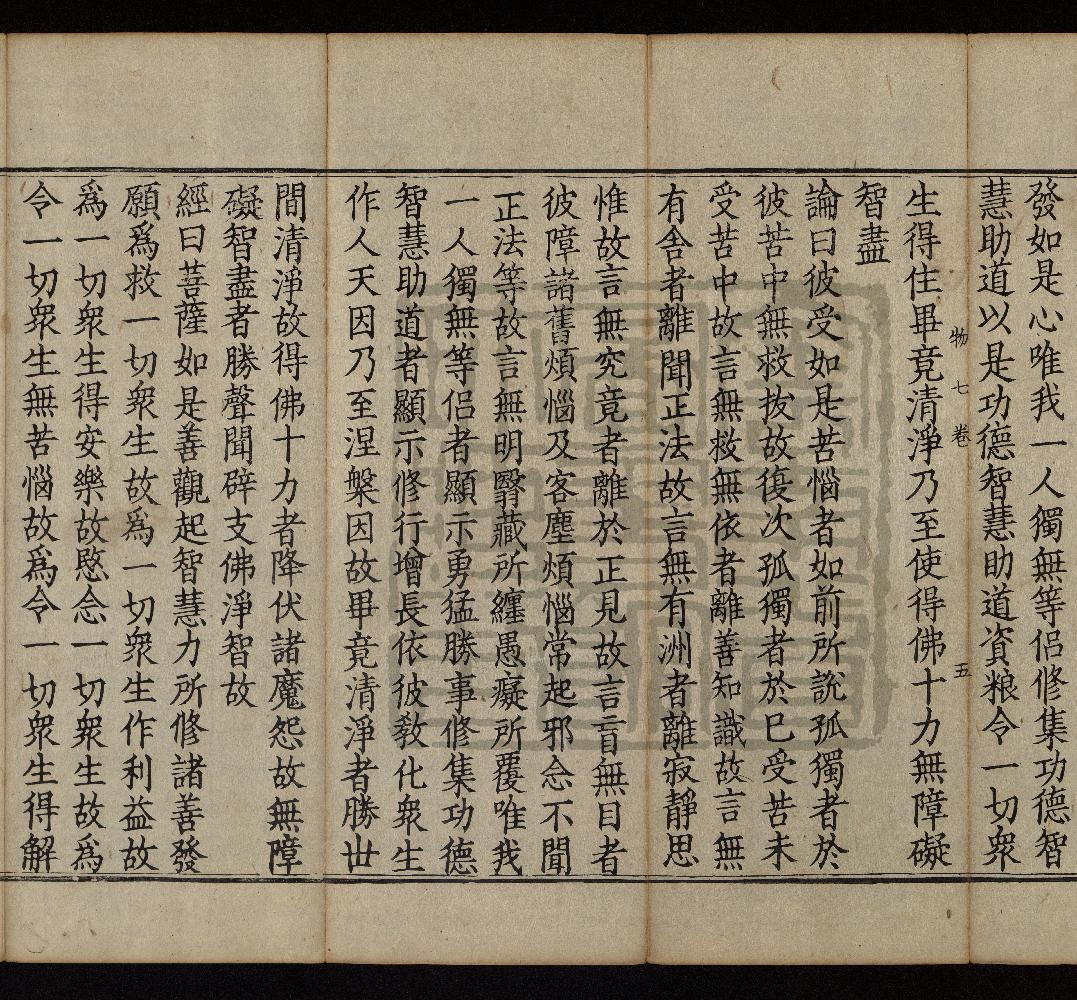 發如是心唯我一人獨無等侶修集功德智
慧助道以是功德智慧助道資粮令一切衆
物七卷 五
生得住畢竟清淨乃至使得佛十力無障礙
智盡
論曰彼受如是苦惱者如前所說孤獨者於
彼苦中無救拔故復次孤獨者於巳受苦未
受苦中故言無救無依者離善知識故言無
有舍者離聞正法故言無有洲者離寂靜思
惟故言無究竟者離於正見故言盲無目者
彼障諸舊煩惱及客塵煩惱常起邪念不聞
正法等故言無明翳藏所纏愚癡所覆唯我
一人獨無等侶者顯示勇猛勝事修集功德
智慧助道者顯示修行增長依彼教化衆生
作人天因乃至涅槃因故畢竟清淨者勝世
間清淨故得佛十力者降伏諸魔怨故無障
礙智盡者勝聲聞辟支佛淨智故
經曰菩薩如是善觀起智慧力所修諸善發
願爲救一切衆生故爲一切衆生作利益故
爲一切衆生得安樂故愍念一切衆生故爲
令一切衆生無苦惱故爲令一切衆生得解